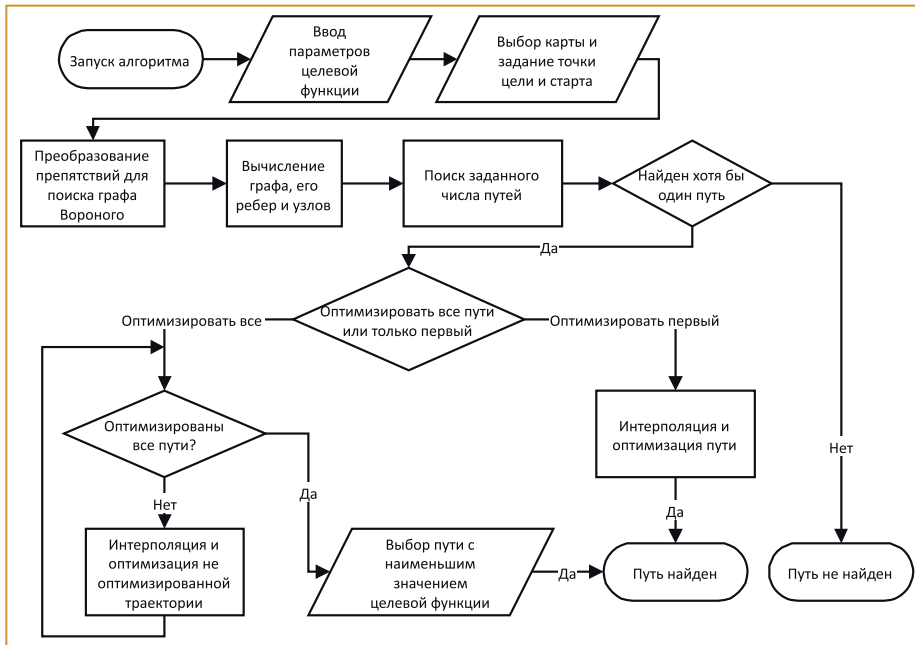 Запуск алгоритма
Ввод
параметров
целевой
функции
Выбор карты и
задание точки
цели и старта
Преобразование
препятствий для
поиска графа
Вороного
Вычисление
графа, его
ребер и узлов
Поиск заданного
числа путей
Найден хотя бы
один путь
Да
Оптимизировать все пути
или только первый
Оптимизировать все
Оптимизировать первый
Оптимизированы
все пути?
Интерполяция и
оптимизация пути
Нет
Да
Нет
Да
Интерполяция и
оптимизация не
оптимизированной
траектории
Выбор пути с
наименьшим
значением
целевой функции
Да
Путь найден
Путь не найден